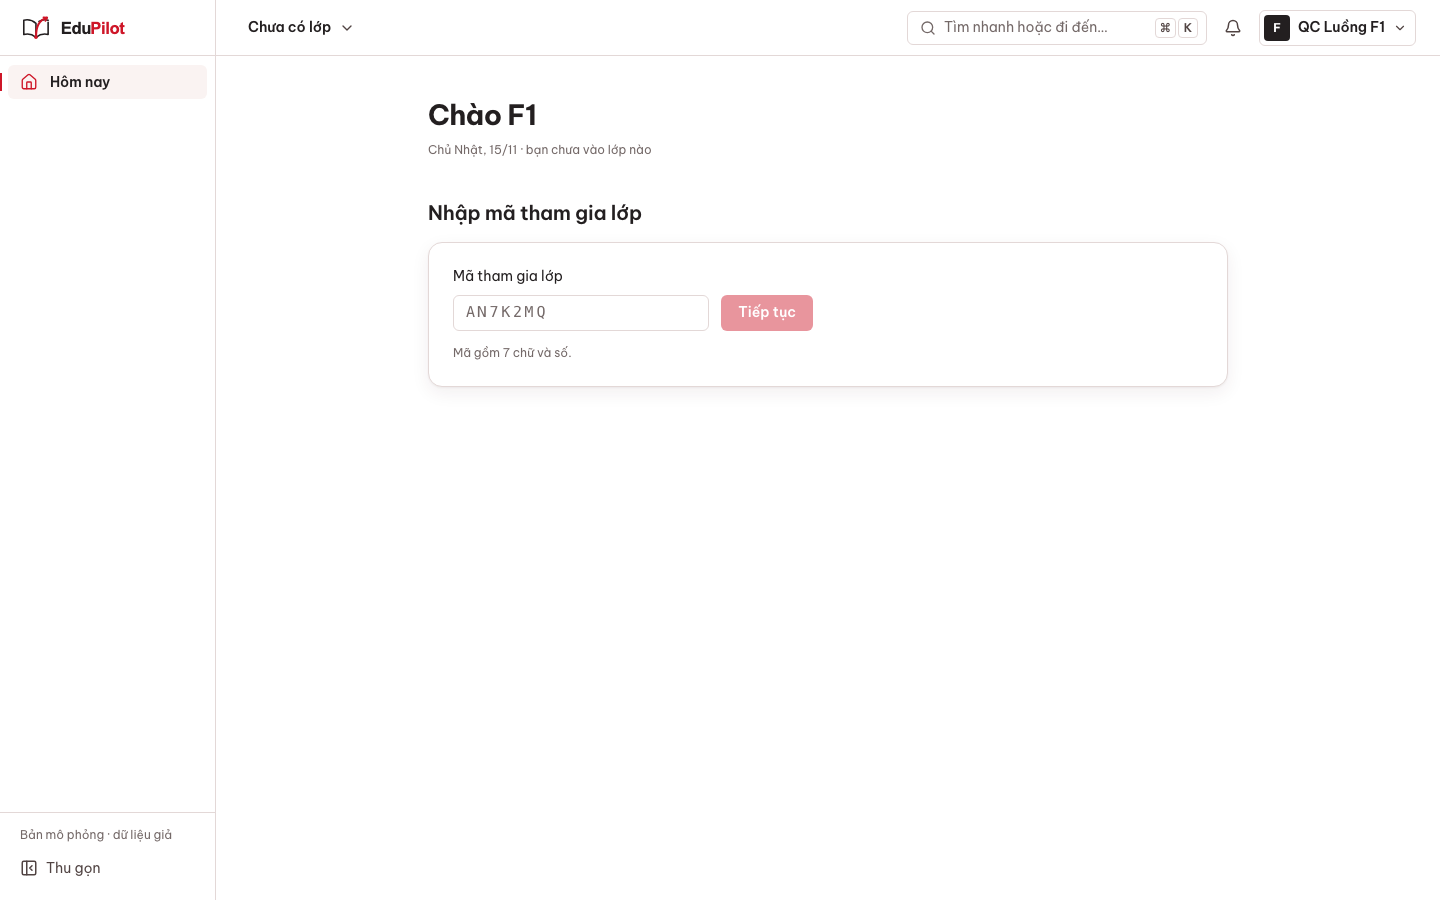 EduPilot
Chưa có lớp
Tìm nhanh hoặc đi đến...
⌘ K
F
QC Luồng F1
Hôm nay
Chào F1
Chủ Nhật, 15/11 · bạn chưa vào lớp nào
Nhập mã tham gia lớp
Mã tham gia lớp
AN7K2MQ
Tiếp tục
Mã gồm 7 chữ và số.
Bản mô phỏng · dữ liệu giả
Thu gọn